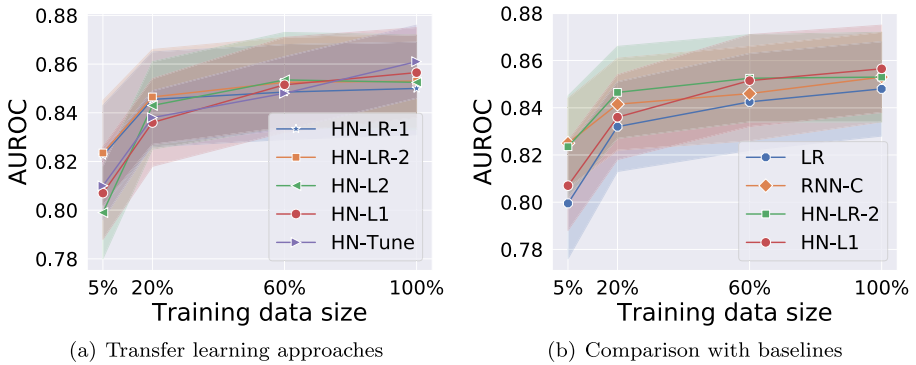 AUROC
0.88
0.86
0.84
0.82
0.80
0.78
HN-LR-1
HN-LR-2
HN-L2
HN-L1
HN-Tune
5% 20% 60% 100%
Training data size
(a) Transfer learning approaches
AUROC
0.88
0.86
0.84
0.82
0.80
0.78
LR
RNN-C
HN-LR-2
HN-L1
5% 20% 60% 100%
Training data size
(b) Comparison with baselines